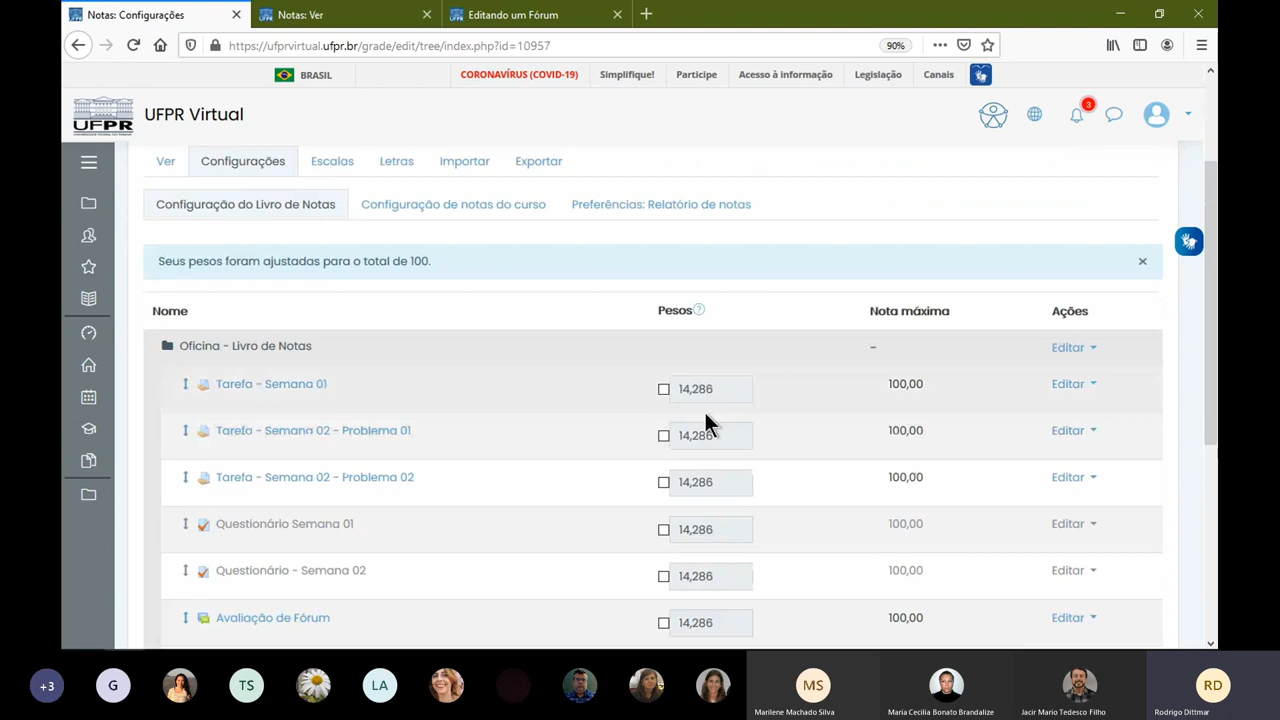 Notas: Configurações
Notas: Ver
Editando um Fórum
https://ufprvirtual.ufpr.br/grade/edit/tree/index.php?id=10957
90%
BRASIL
CORONAVÍRUS (COVID-19)
Simplifique!
Participe
Acesso à informação
Legislação
Canais
UFPR
UFPR Virtual
3
Ver
Configurações
Escalas
Letras
Importar
Exportar
Configuração do Livro de Notas
Configuração de notas do curso
Preferências: Relatório de notas
Seus pesos foram ajustadas para o total de 100.
Nome Pesos Nota máxima Ações
Oficina - Livro de Notas - Editar
Tarefa - Semana 01 14,286 100,00 Editar
Tarefa - Semana 02 - Problema 01 14,286 100,00 Editar
Tarefa - Semana 02 - Problema 02 14,286 100,00 Editar
Questionário Semana 01 14,286 100,00 Editar
Questionário - Semana 02 14,286 100,00 Editar
Avaliação de Fórum 14,286 100,00 Editar
+3
G
TS
LA
MS
RD
Marilene Machado Silva
Maria Cecilia Bonato Brandalize
Jacir Mario Tedesco Filho
Rodrigo Dittmar